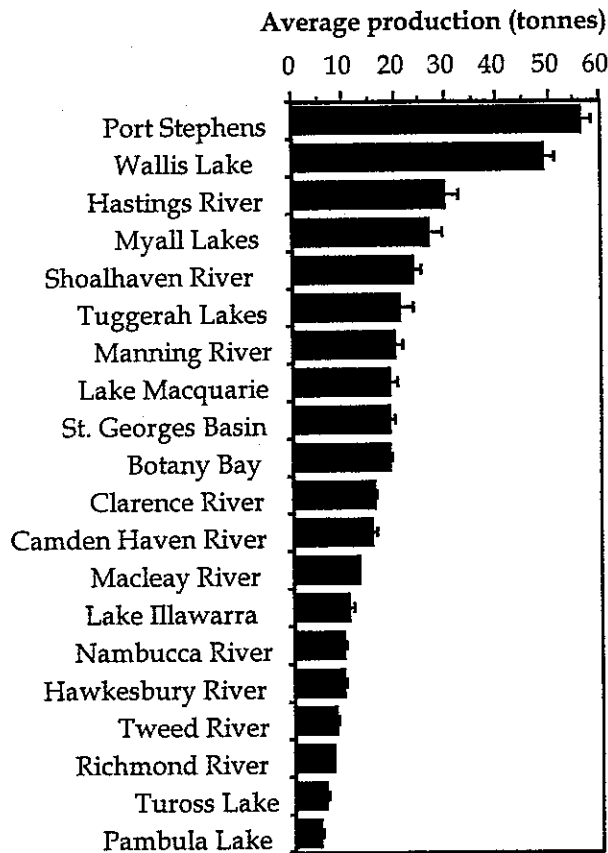 Average production (tonnes)
0 10 20 30 40 50 60
Port Stephens
Wallis Lake
Hastings River
Myall Lakes
Shoalhaven River
Tuggerah Lakes
Manning River
Lake Macquarie
St. Georges Basin
Botany Bay
Clarence River
Camden Haven River
Macleay River
Lake Illawarra
Nambucca River
Hawkesbury River
Tweed River
Richmond River
Tuross Lake
Pambula Lake